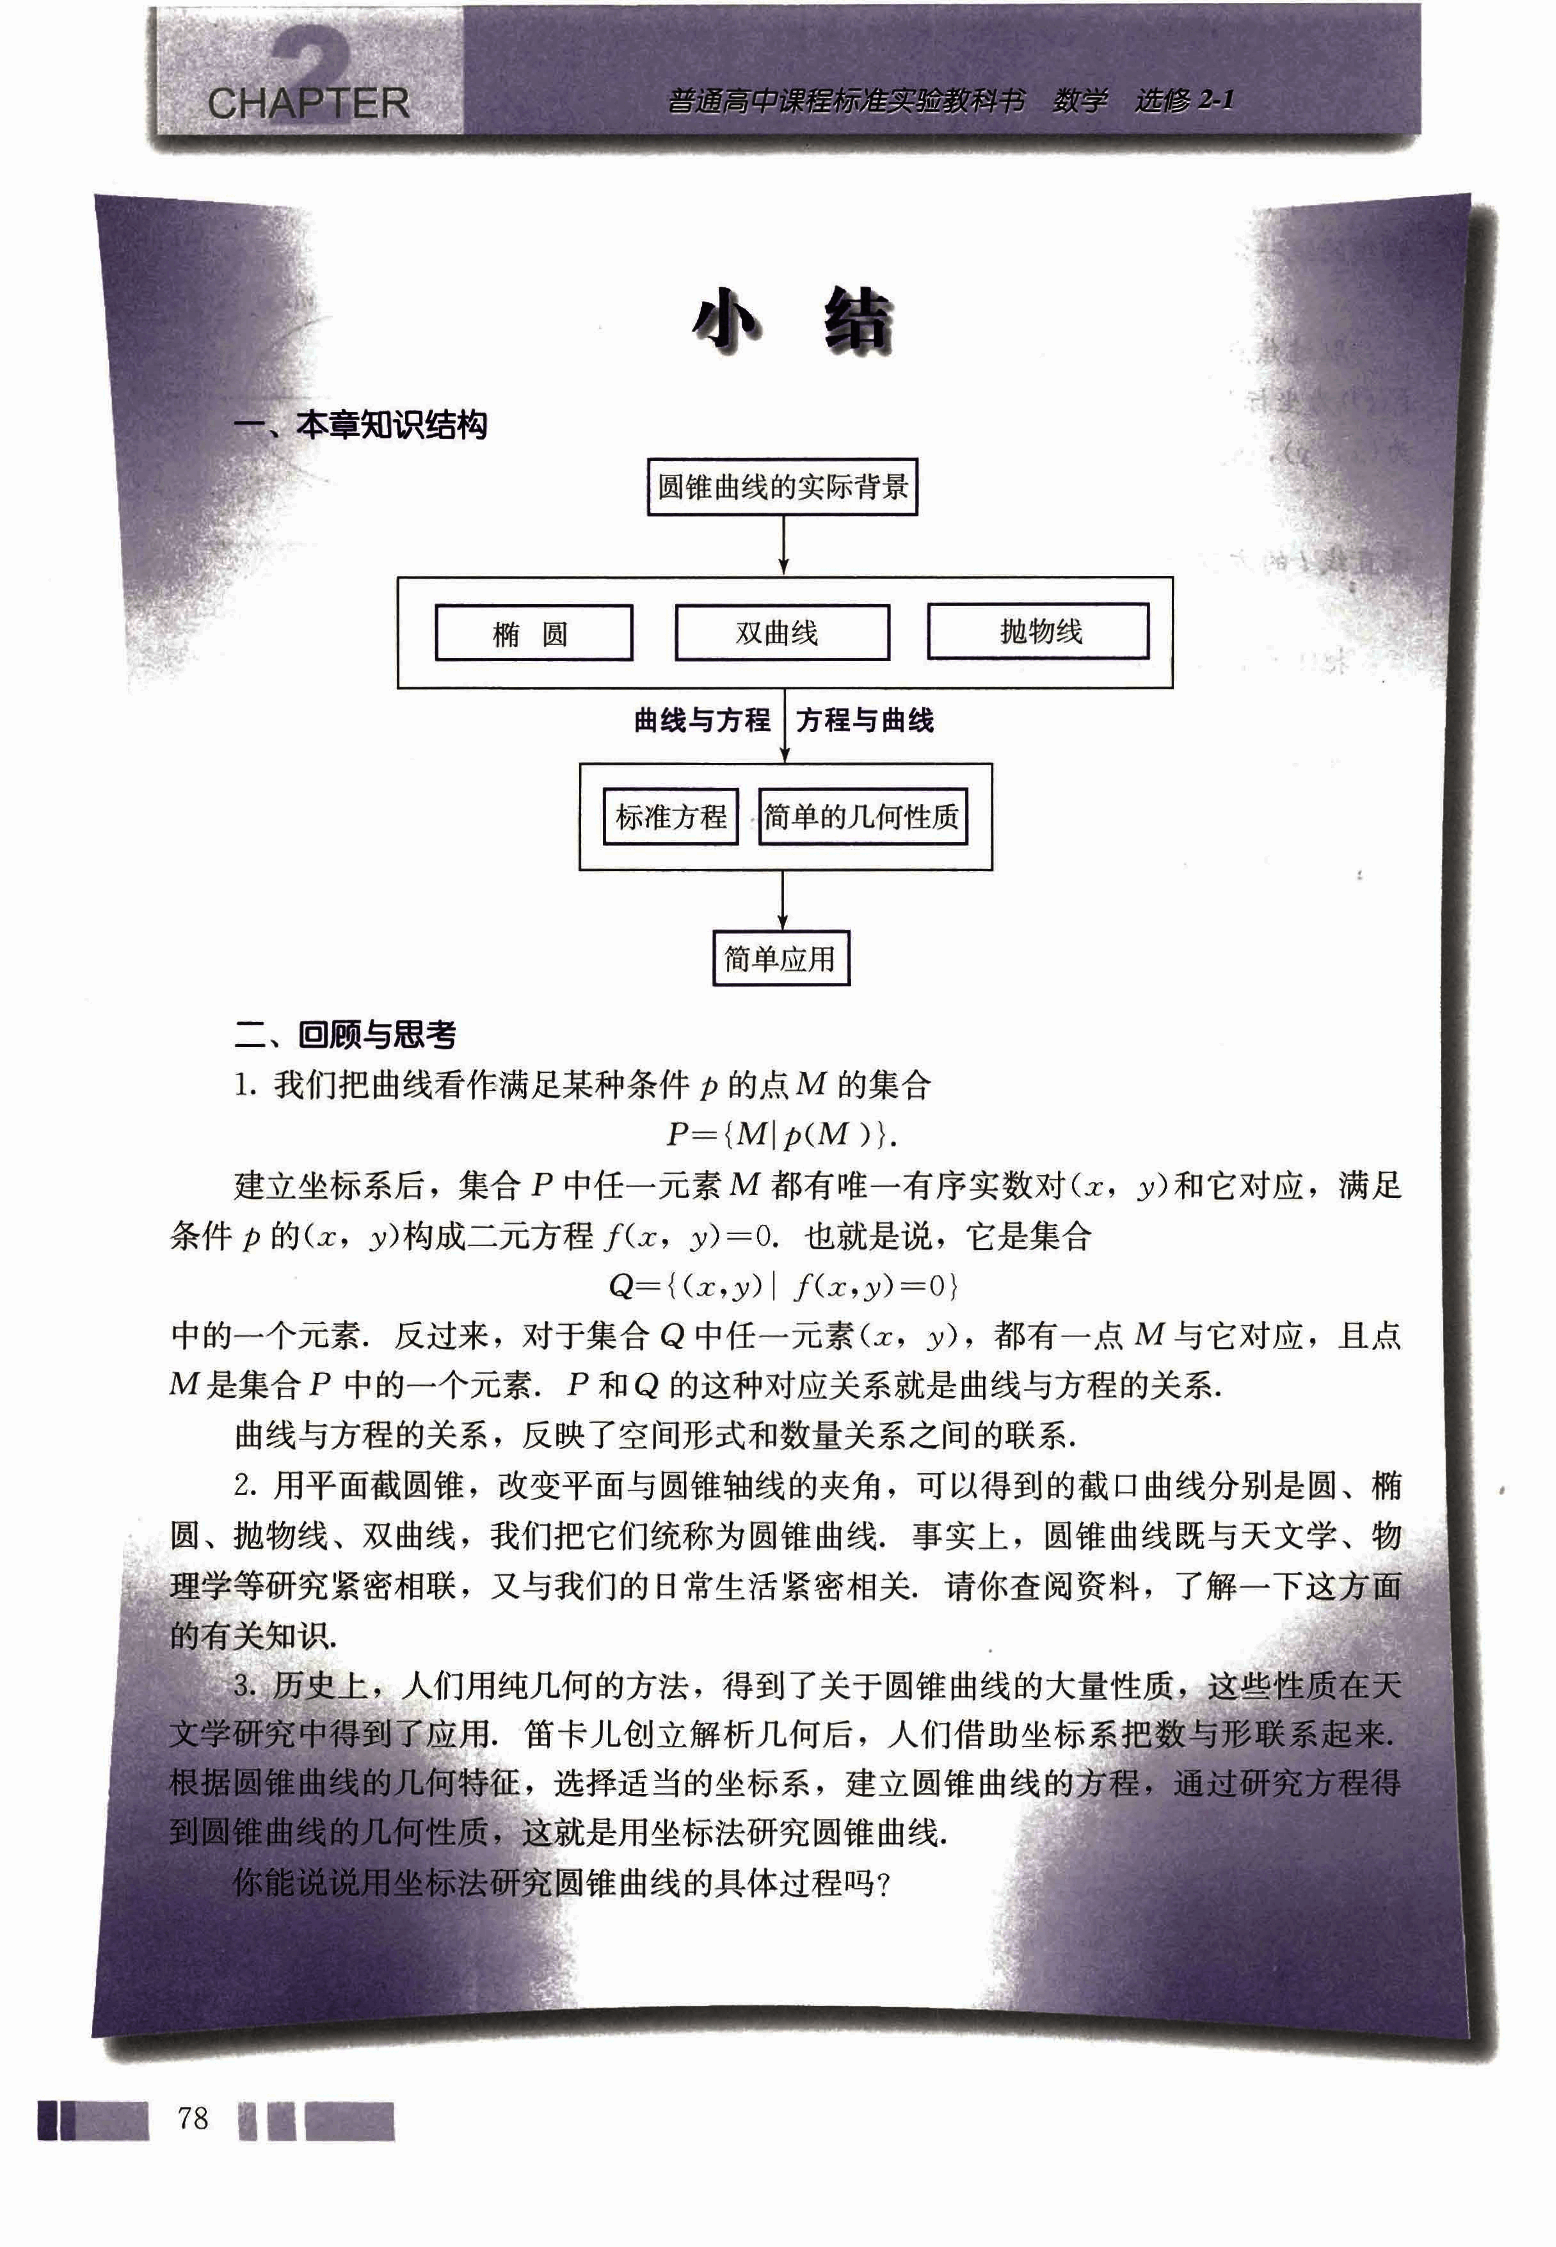 2
CHAPTER
普通高中课程标准实验教科书 数学 选修 2-1
小 结
一、本章知识结构
圆锥曲线的实际背景
椭 圆 双曲线 抛物线
曲线与方程 方程与曲线
标准方程 简单的几何性质
简单应用
二、回顾与思考
1. 我们把曲线看作满足某种条件 p 的点 M 的集合
P={M| p(M )}.
建立坐标系后，集合 P 中任一元素 M 都有唯一有序实数对(x，y)和它对应，满足
条件 p 的(x，y)构成二元方程 f(x，y)=0. 也就是说，它是集合
Q={(x,y)| f(x,y)=0}
中的一个元素. 反过来，对于集合 Q 中任一元素(x，y)，都有一点 M 与它对应，且点
M 是集合 P 中的一个元素. P 和 Q 的这种对应关系就是曲线与方程的关系.
曲线与方程的关系，反映了空间形式和数量关系之间的联系.
2. 用平面截圆锥，改变平面与圆锥轴线的夹角，可以得到的截口曲线分别是圆、椭
圆、抛物线、双曲线，我们把它们统称为圆锥曲线. 事实上，圆锥曲线既与天文学、物
理学等研究紧密相联，又与我们的日常生活紧密相关. 请你查阅资料，了解一下这方面
的有关知识.
3. 历史上，人们用纯几何的方法，得到了关于圆锥曲线的大量性质，这些性质在天
文学研究中得到了应用. 笛卡儿创立解析几何后，人们借助坐标系把数与形联系起来.
根据圆锥曲线的几何特征，选择适当的坐标系，建立圆锥曲线的方程，通过研究方程得
到圆锥曲线的几何性质，这就是用坐标法研究圆锥曲线.
你能说说用坐标法研究圆锥曲线的具体过程吗?
78